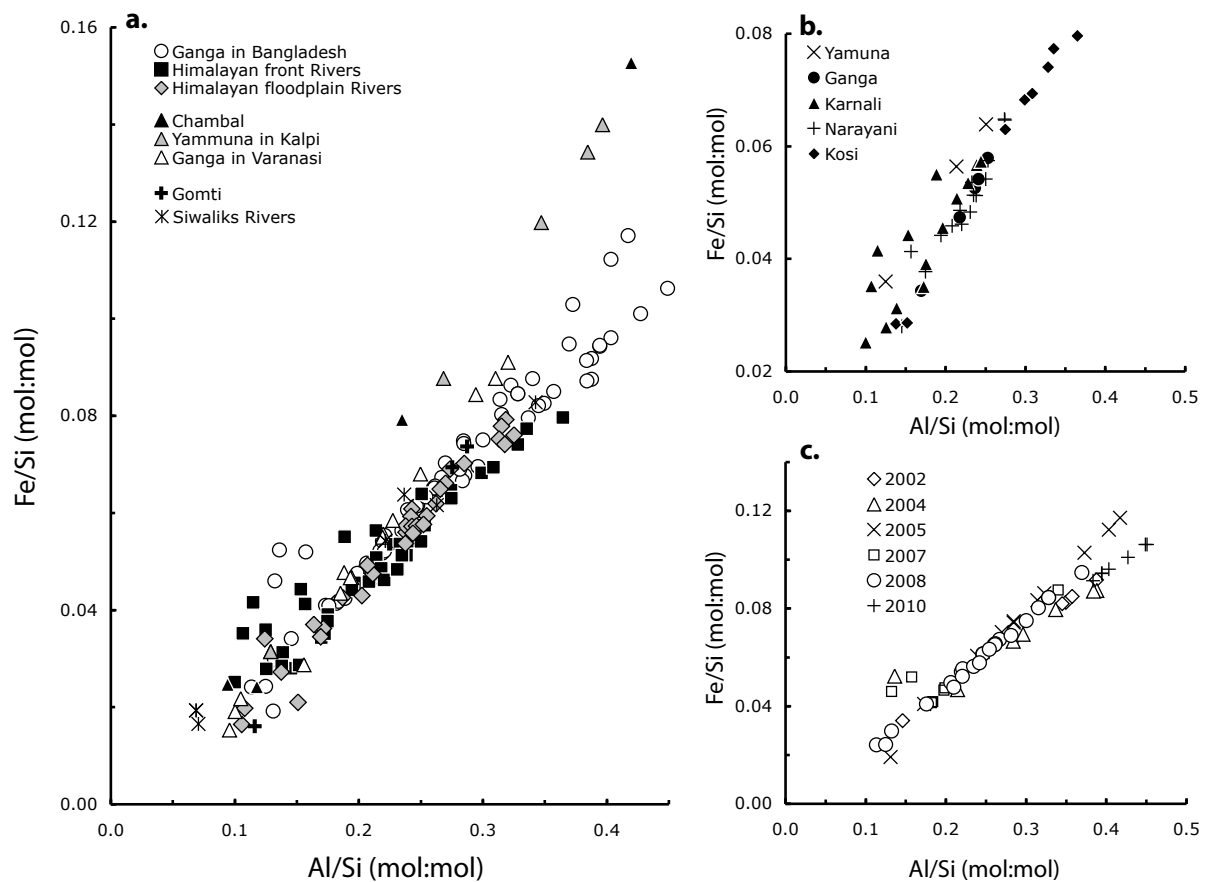 a.
Fe/Si (mol:mol)
0.16
0.12
0.08
0.04
0.00
Ganga in Bangladesh
Himalayan front Rivers
Himalayan floodplain Rivers
Chambal
Yammuna in Kalpi
Ganga in Varanasi
Gomti
Siwaliks Rivers
0.0 0.1 0.2 0.3 0.4
Al/Si (mol:mol)
b.
Fe/Si (mol:mol)
0.08
0.06
0.04
0.02
Yamuna
Ganga
Karnali
Narayani
Kosi
0.0 0.1 0.2 0.3 0.4 0.5
Al/Si (mol:mol)
c.
Fe/Si (mol:mol)
0.12
0.08
0.04
0.00
2002
2004
2005
2007
2008
2010
0.0 0.1 0.2 0.3 0.4 0.5
Al/Si (mol:mol)